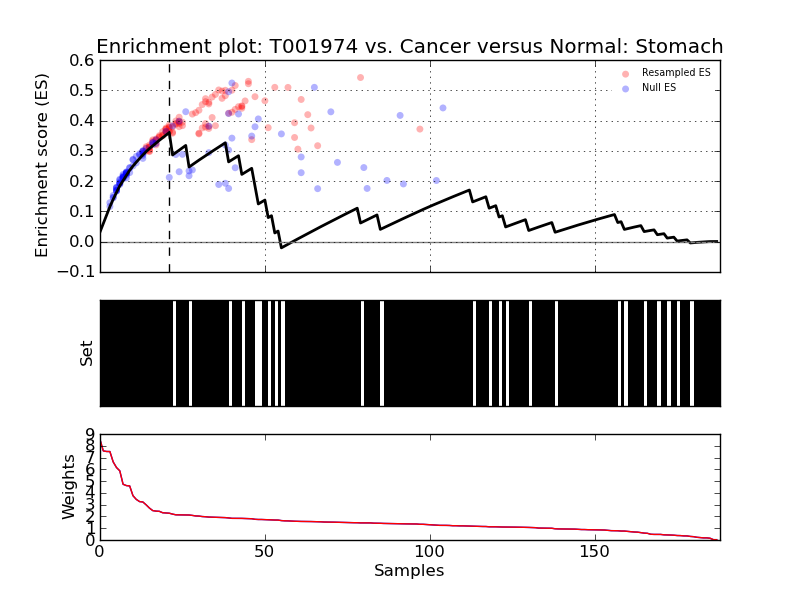 Enrichment plot: T001974 vs. Cancer versus Normal: Stomach
Enrichment score (ES)
0.6
0.5
0.4
0.3
0.2
0.1
0.0
−0.1
Resampled ES
Null ES
Set
Weights
9
8
7
6
5
4
3
2
1
0
0 50 100 150
Samples